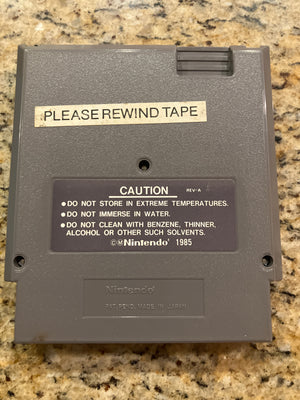 PLEASE REWIND TAPE
CAUTION REV-A
•DO NOT STORE IN EXTREME TEMPERATURES.
•DO NOT IMMERSE IN WATER.
•DO NOT CLEAN WITH BENZENE, THINNER,
ALCOHOL OR OTHER SUCH SOLVENTS.
©ⓂNintendo® 1985
Nintendo®
PAT. PEND. MADE IN JAPAN